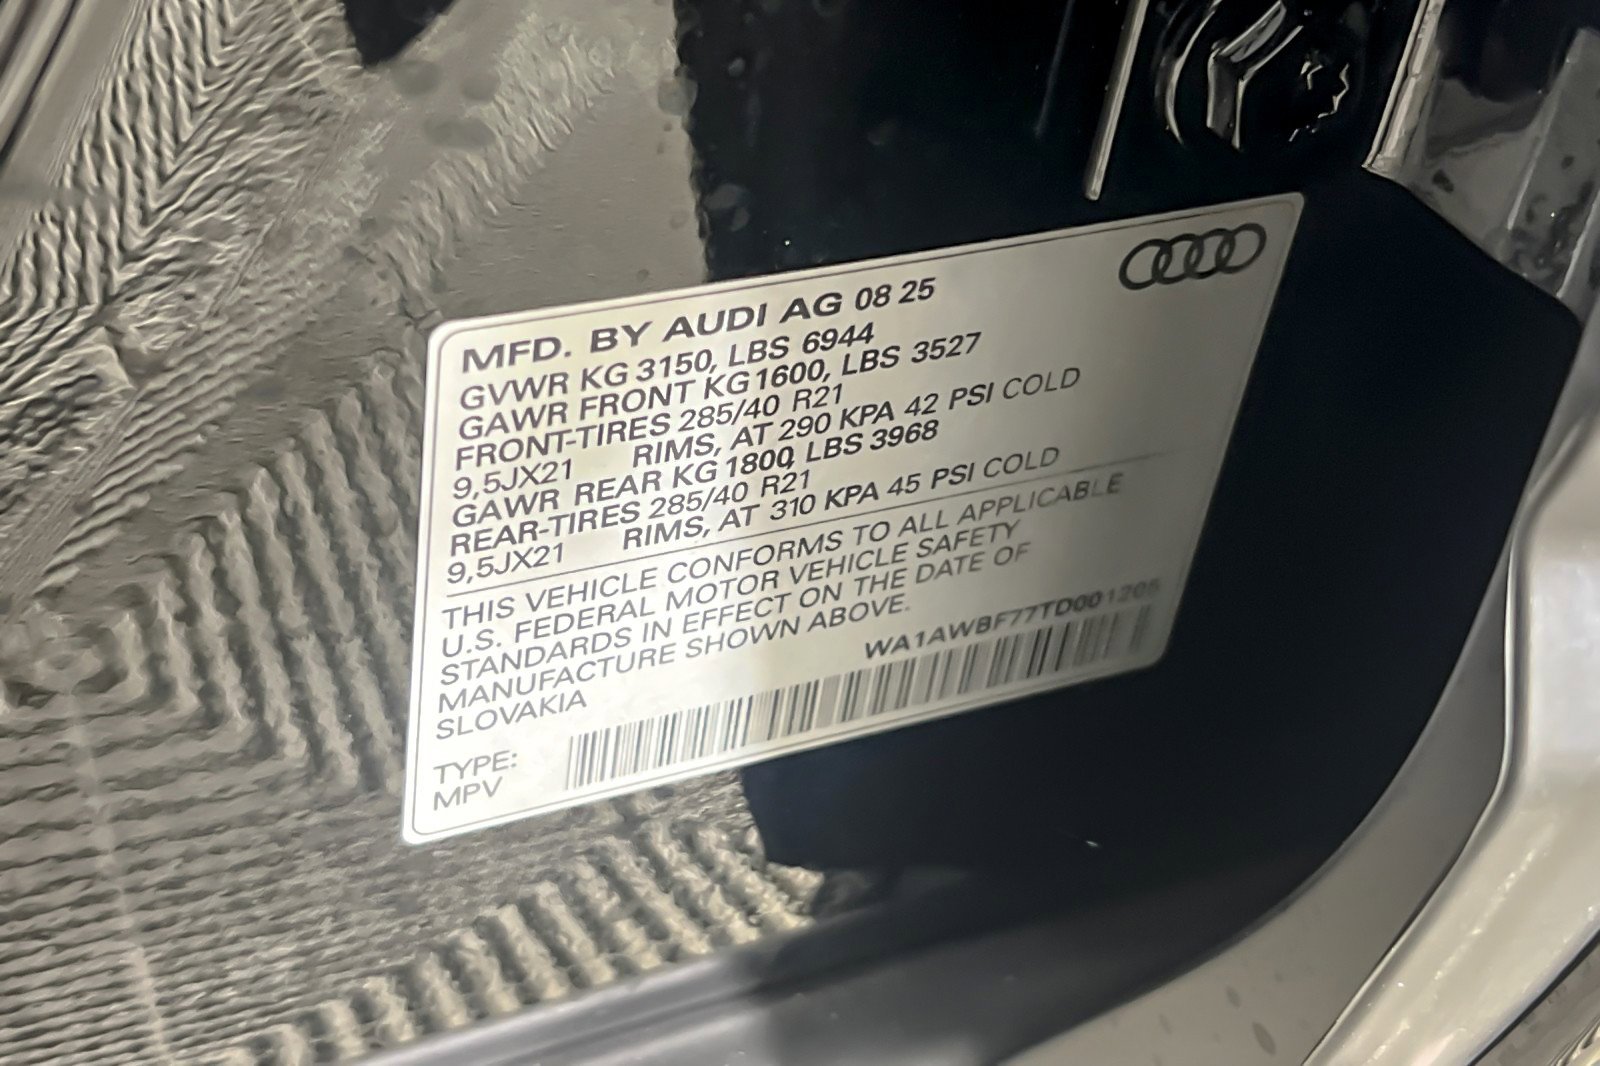 MFD. BY AUDI AG 08 25
GVWR KG 3150, LBS 6944
GAWR FRONT KG 1600, LBS 3527
FRONT-TIRES 285/40 R21
9,5JX21 RIMS, AT 290 KPA 42 PSI COLD
GAWR REAR KG 1800, LBS 3968
REAR-TIRES 285/40 R21
9,5JX21 RIMS, AT 310 KPA 45 PSI COLD
THIS VEHICLE CONFORMS TO ALL APPLICABLE
U.S. FEDERAL MOTOR VEHICLE SAFETY
STANDARDS IN EFFECT ON THE DATE OF
MANUFACTURE SHOWN ABOVE.
SLOVAKIA
WA1AWBF77TD001205
TYPE:
MPV